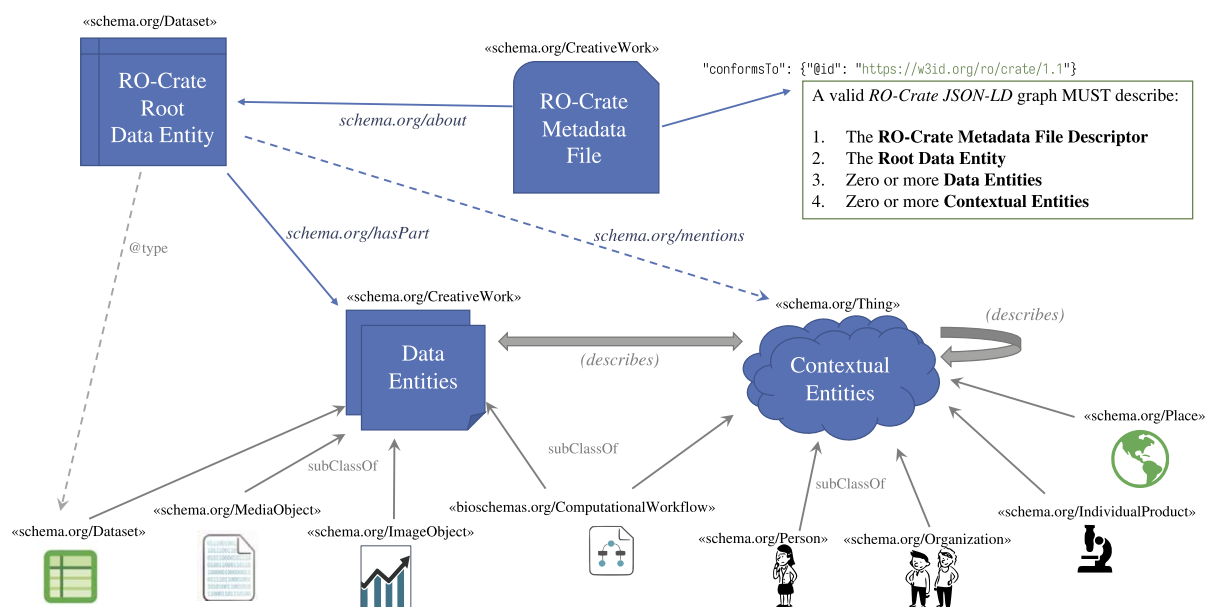 «schema.org/Dataset»
RO-Crate
Root
Data Entity
«schema.org/CreativeWork»
RO-Crate
Metadata
File
"conformsTo": {"@id": "https://w3id.org/ro/crate/1.1"}
A valid RO-Crate JSON-LD graph MUST describe:
1. The RO-Crate Metadata File Descriptor
2. The Root Data Entity
3. Zero or more Data Entities
4. Zero or more Contextual Entities
schema.org/about
schema.org/hasPart
schema.org/mentions
@type
«schema.org/CreativeWork»
Data
Entities
(describes)
«schema.org/Thing»
Contextual
Entities
(describes)
«schema.org/Place»
subClassOf
subClassOf
subClassOf
«schema.org/Dataset»
«schema.org/MediaObject»
«schema.org/ImageObject»
«bioschemas.org/ComputationalWorkflow»
«schema.org/Person»
«schema.org/Organization»
«schema.org/IndividualProduct»